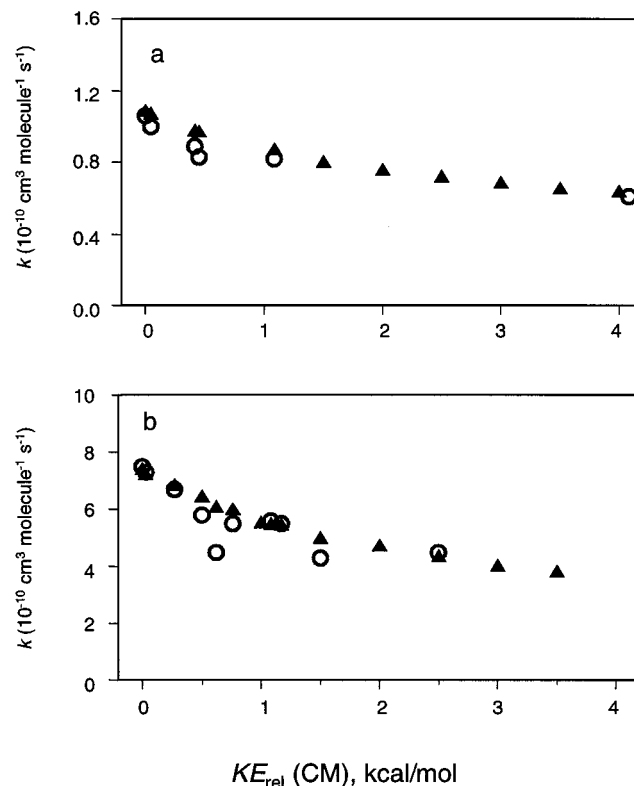 1.6
a
1.2
0.8
0.4
0.0
k (10⁻¹⁰ cm³ molecule⁻¹ s⁻¹)
0 1 2 3 4
10
b
8
6
4
2
0
k (10⁻¹⁰ cm³ molecule⁻¹ s⁻¹)
0 1 2 3 4
KE_rel (CM), kcal/mol